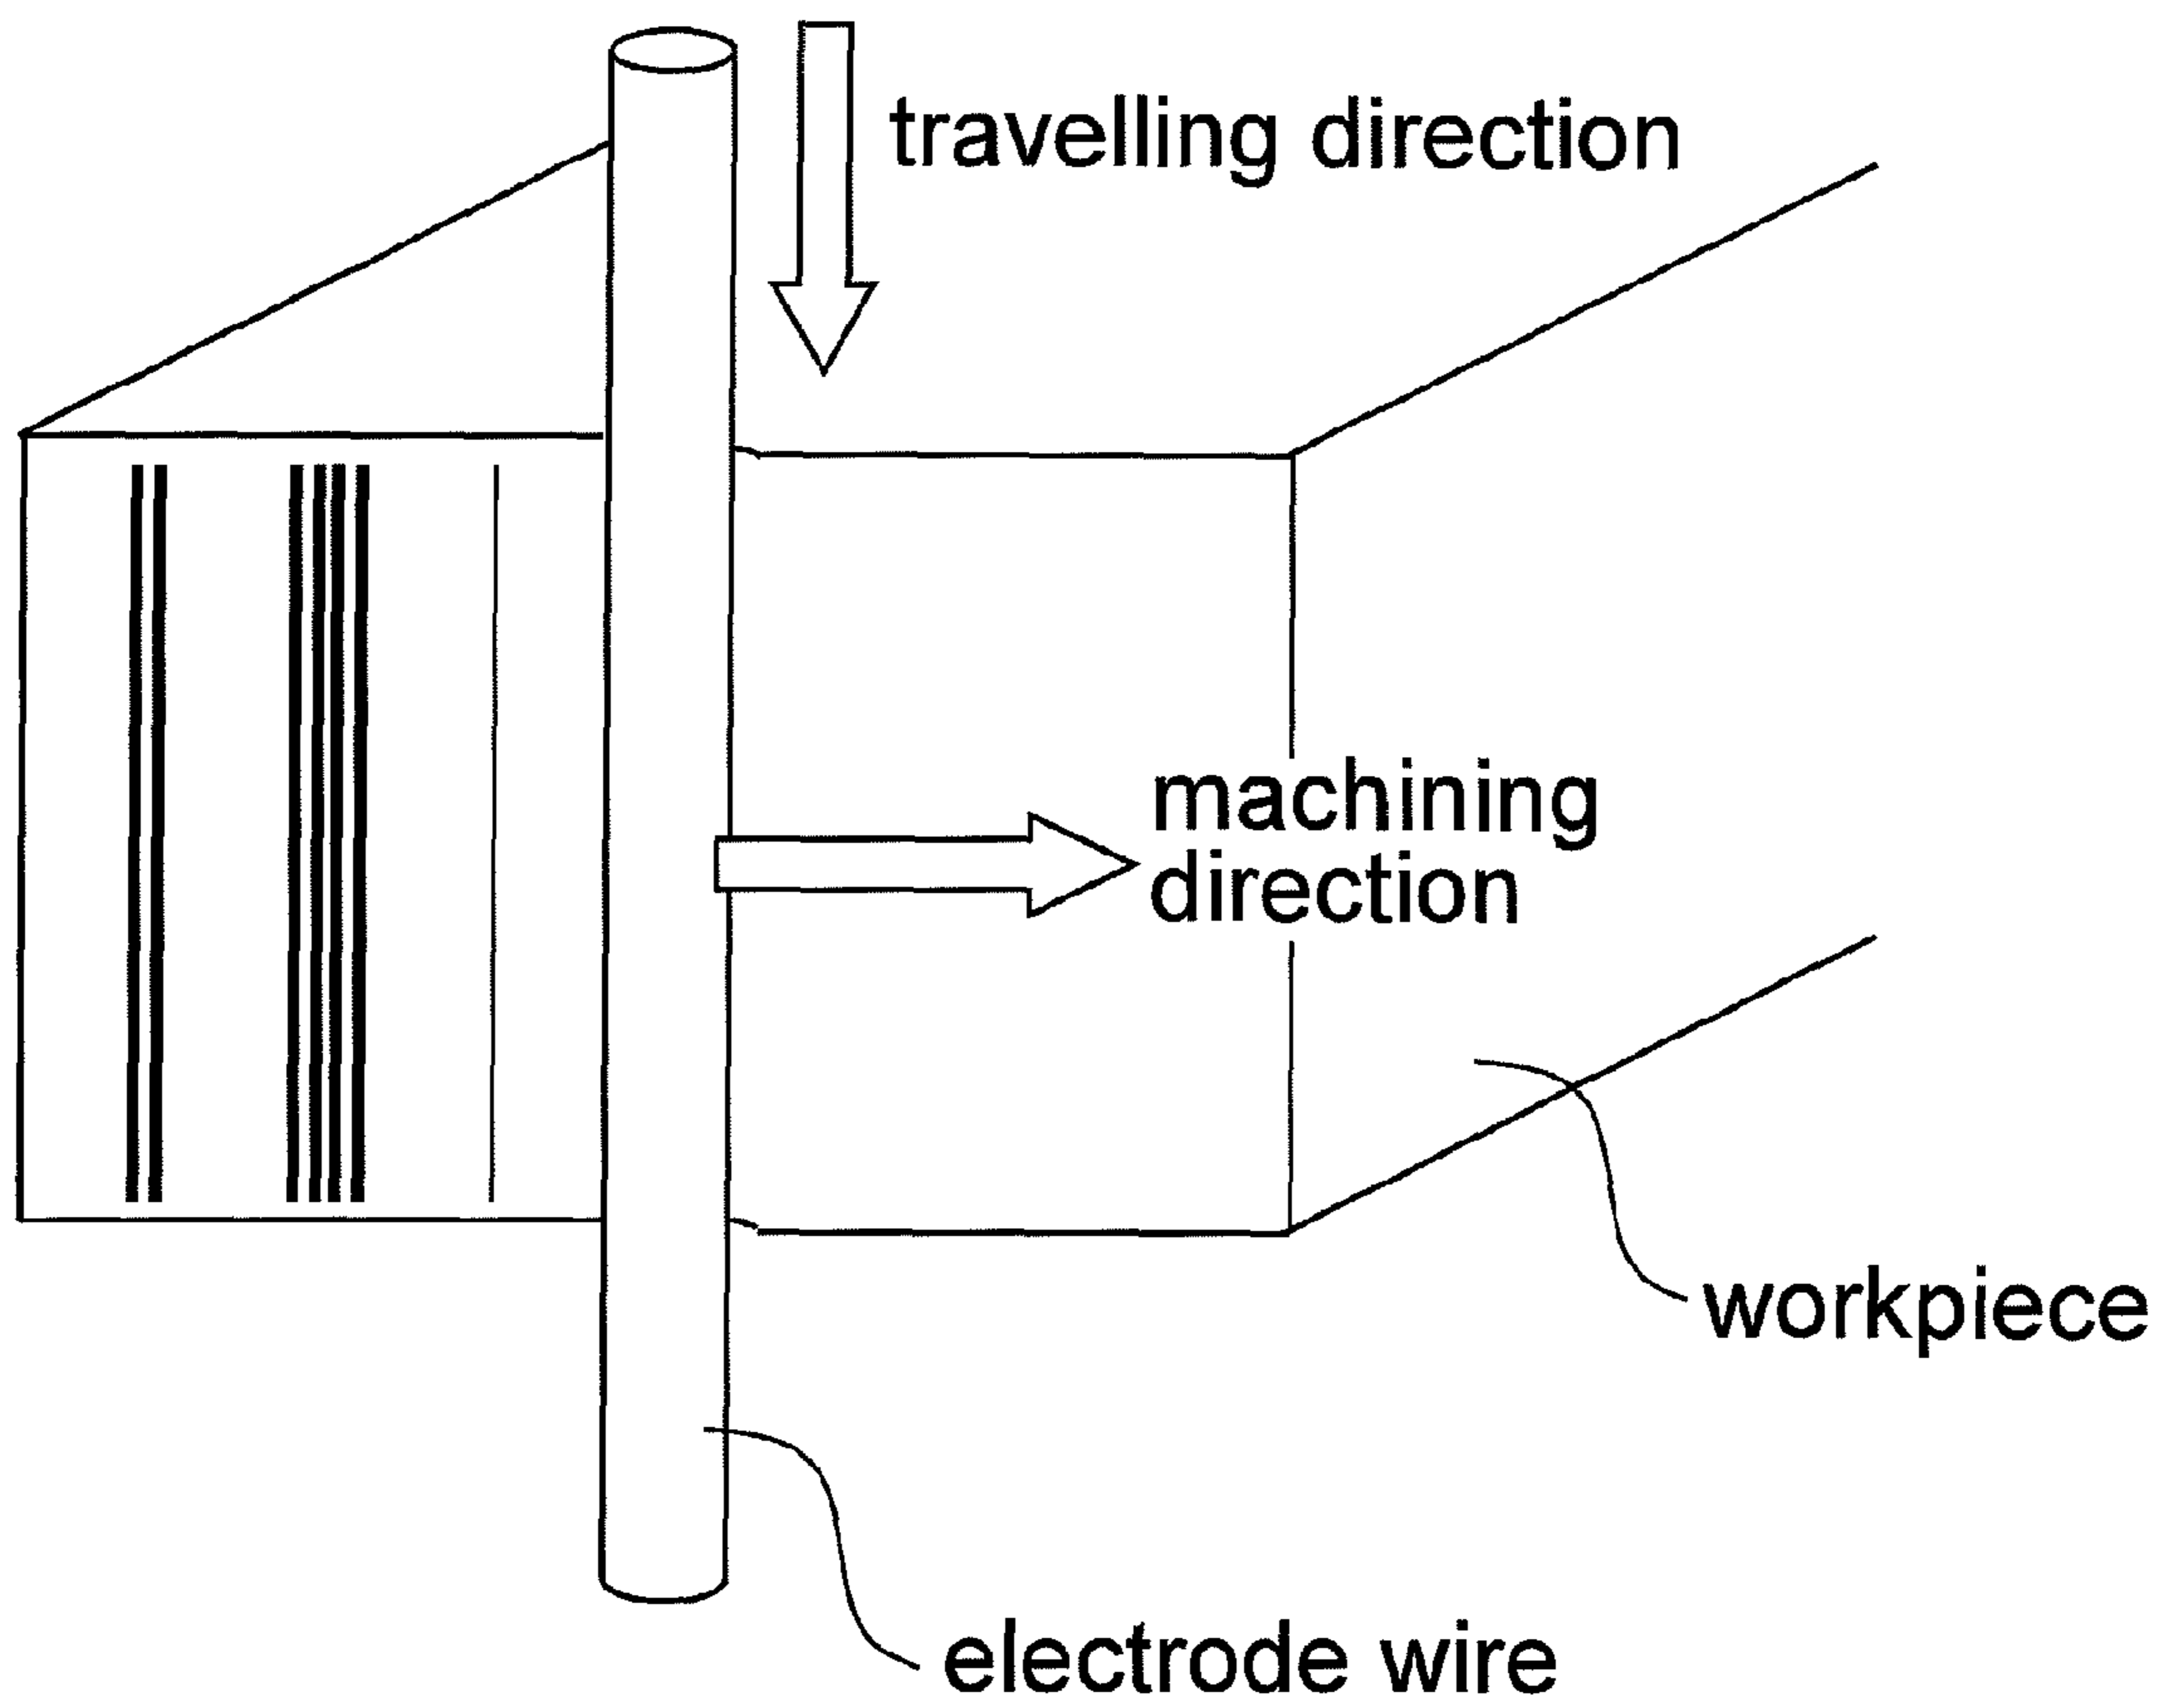 travelling direction
machining
direction
workpiece
electrode wire